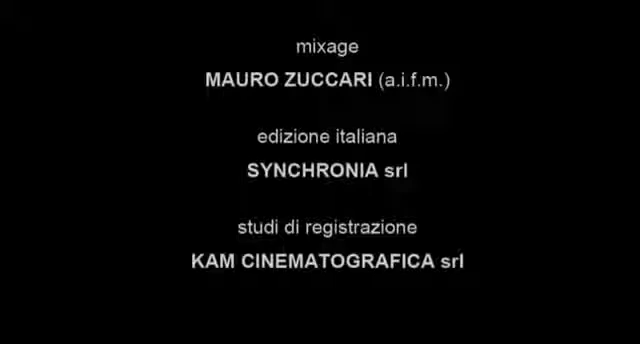 mixage
MAURO ZUCCARI (a.i.f.m.)
edizione italiana
SYNCHRONIA srl
studi di registrazione
KAM CINEMATOGRAFICA srl